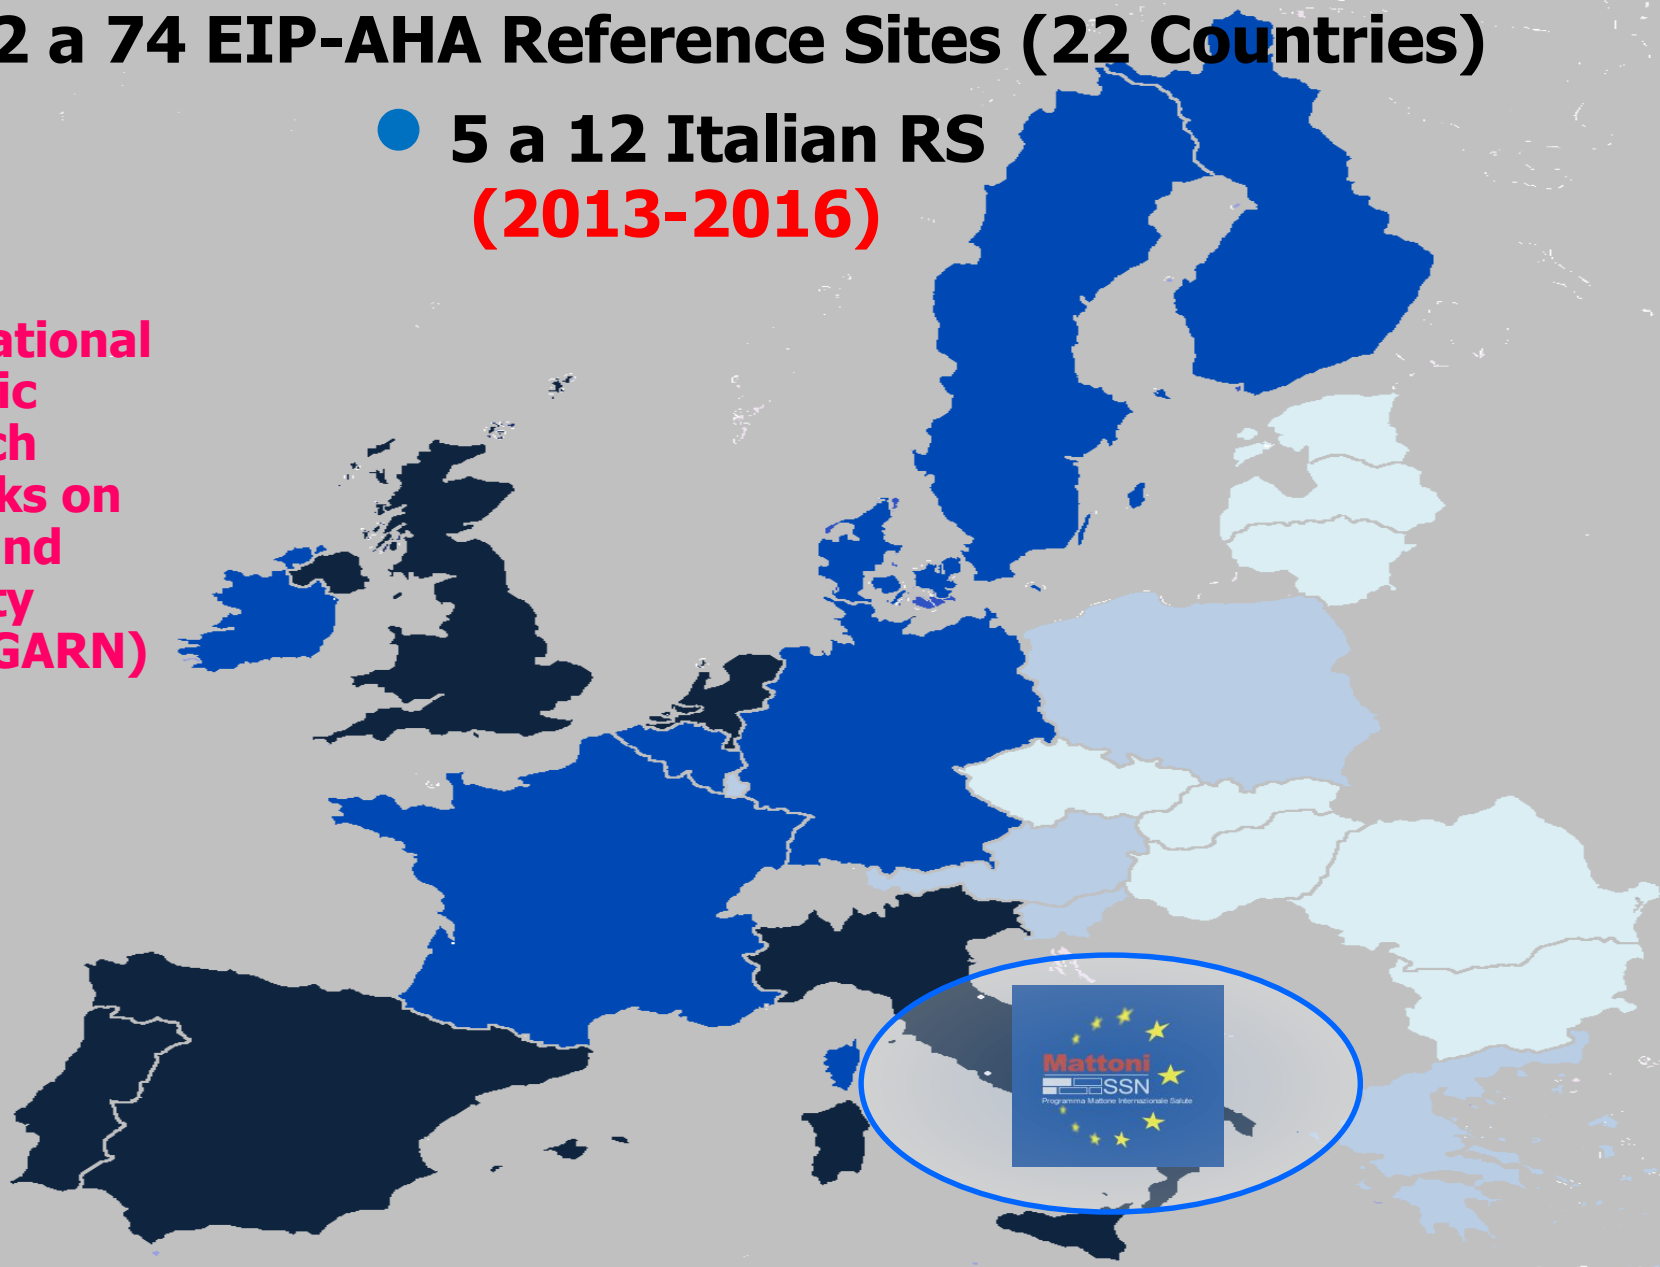 2 a 74 EIP-AHA Reference Sites (22 Countries)
5 a 12 Italian RS
(2013-2016)
ational
ic
ch
ks on
nd
ty
GARN)
Mattoni
SSN
Programma Mattone Internazionale Salute